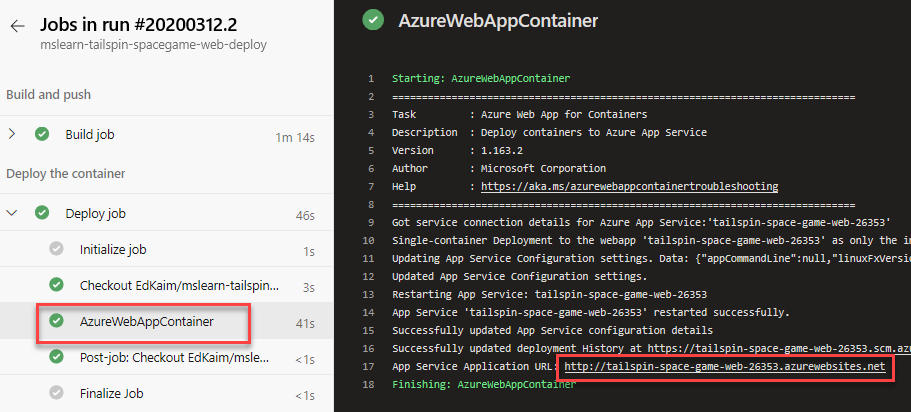 Jobs in run #20200312.2
mslearn-tailspin-spacegame-web-deploy
Build and push
Build job 1m 14s
Deploy the container
Deploy job 46s
Initialize job 1s
Checkout EdKaim/mslearn-tailspin... 3s
AzureWebAppContainer 41s
Post-job: Checkout EdKaim/msle... <1s
Finalize Job <1s
AzureWebAppContainer
1 Starting: AzureWebAppContainer
2 ==============================================================================
3 Task : Azure Web App for Containers
4 Description : Deploy containers to Azure App Service
5 Version : 1.163.2
6 Author : Microsoft Corporation
7 Help : https://aka.ms/azurewebappcontainertroubleshooting
8 ==============================================================================
9 Got service connection details for Azure App Service:'tailspin-space-game-web-26353'
10 Single-container Deployment to the webapp 'tailspin-space-game-web-26353' as only the in
11 Updating App Service Configuration settings. Data: {"appCommandLine":null,"linuxFxVersio
12 Updated App Service Configuration settings.
13 Restarting App Service: tailspin-space-game-web-26353
14 App Service 'tailspin-space-game-web-26353' restarted successfully.
15 Successfully updated App Service configuration details
16 Successfully updated deployment History at https://tailspin-space-game-web-26353.scm.az
17 App Service Application URL: http://tailspin-space-game-web-26353.azurewebsites.net
18 Finishing: AzureWebAppContainer